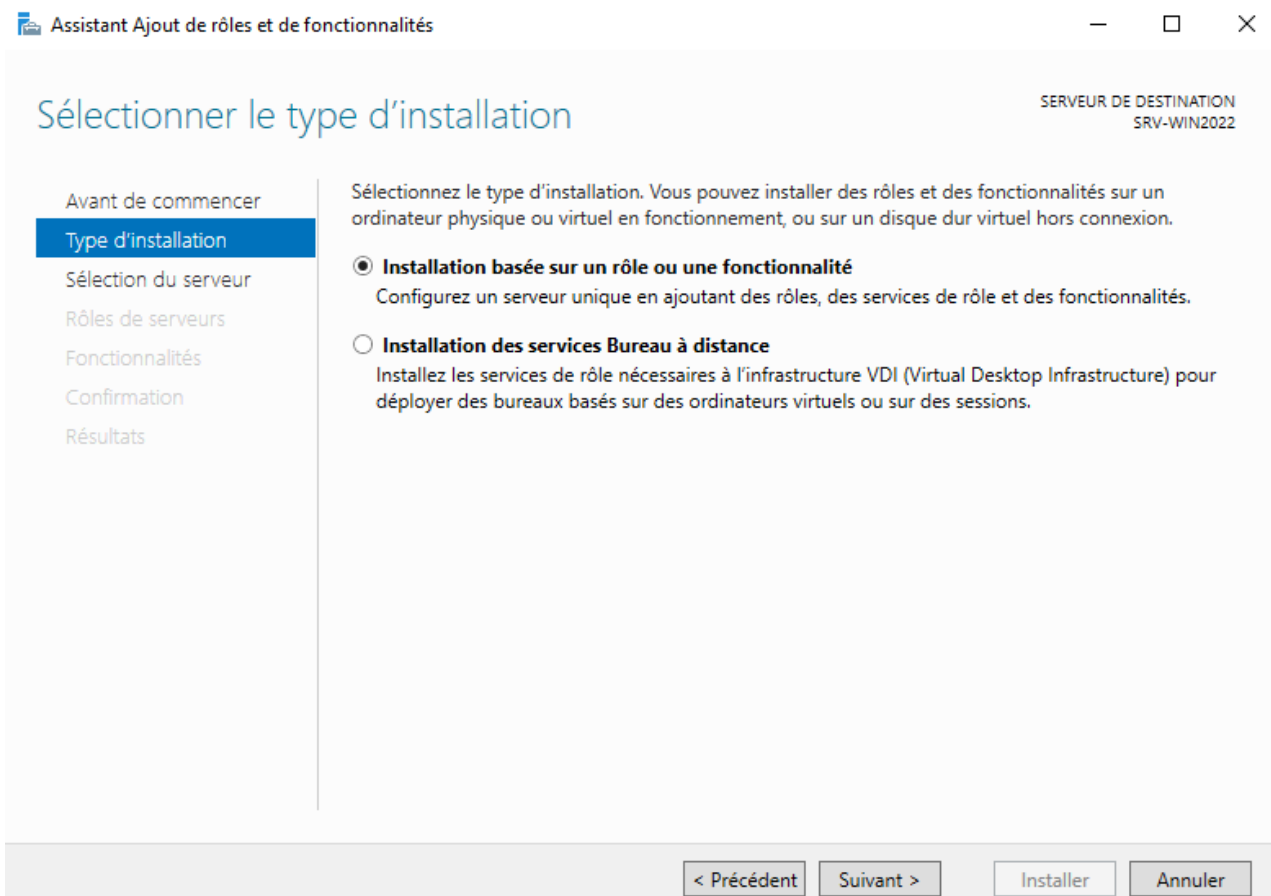 Assistant Ajout de rôles et de fonctionnalités
Sélectionner le type d’installation
SERVEUR DE DESTINATION
SRV-WIN2022
Avant de commencer
Type d’installation
Sélection du serveur
Rôles de serveurs
Fonctionnalités
Confirmation
Résultats
Sélectionnez le type d’installation. Vous pouvez installer des rôles et des fonctionnalités sur un
ordinateur physique ou virtuel en fonctionnement, ou sur un disque dur virtuel hors connexion.
Installation basée sur un rôle ou une fonctionnalité
Configurez un serveur unique en ajoutant des rôles, des services de rôle et des fonctionnalités.
Installation des services Bureau à distance
Installez les services de rôle nécessaires à l’infrastructure VDI (Virtual Desktop Infrastructure) pour
déployer des bureaux basés sur des ordinateurs virtuels ou sur des sessions.
< Précédent
Suivant >
Installer
Annuler